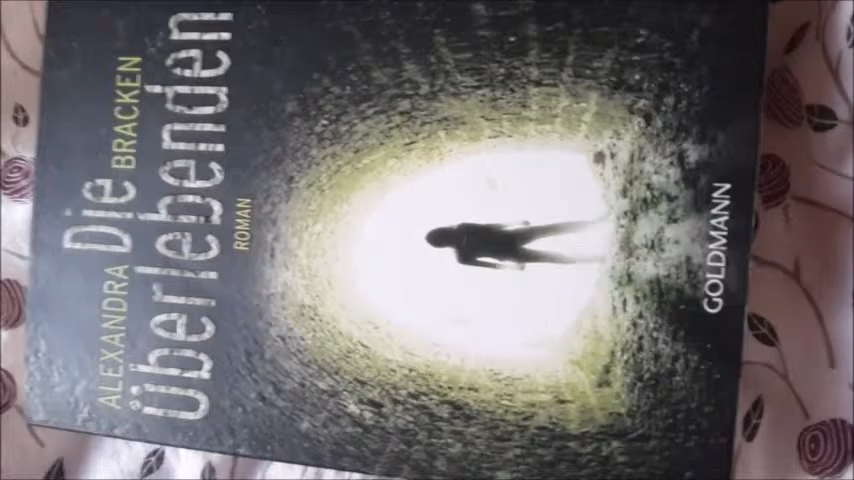 ALEXANDRA BRACKEN
Die
Überlebenden
ROMAN
GOLDMANN